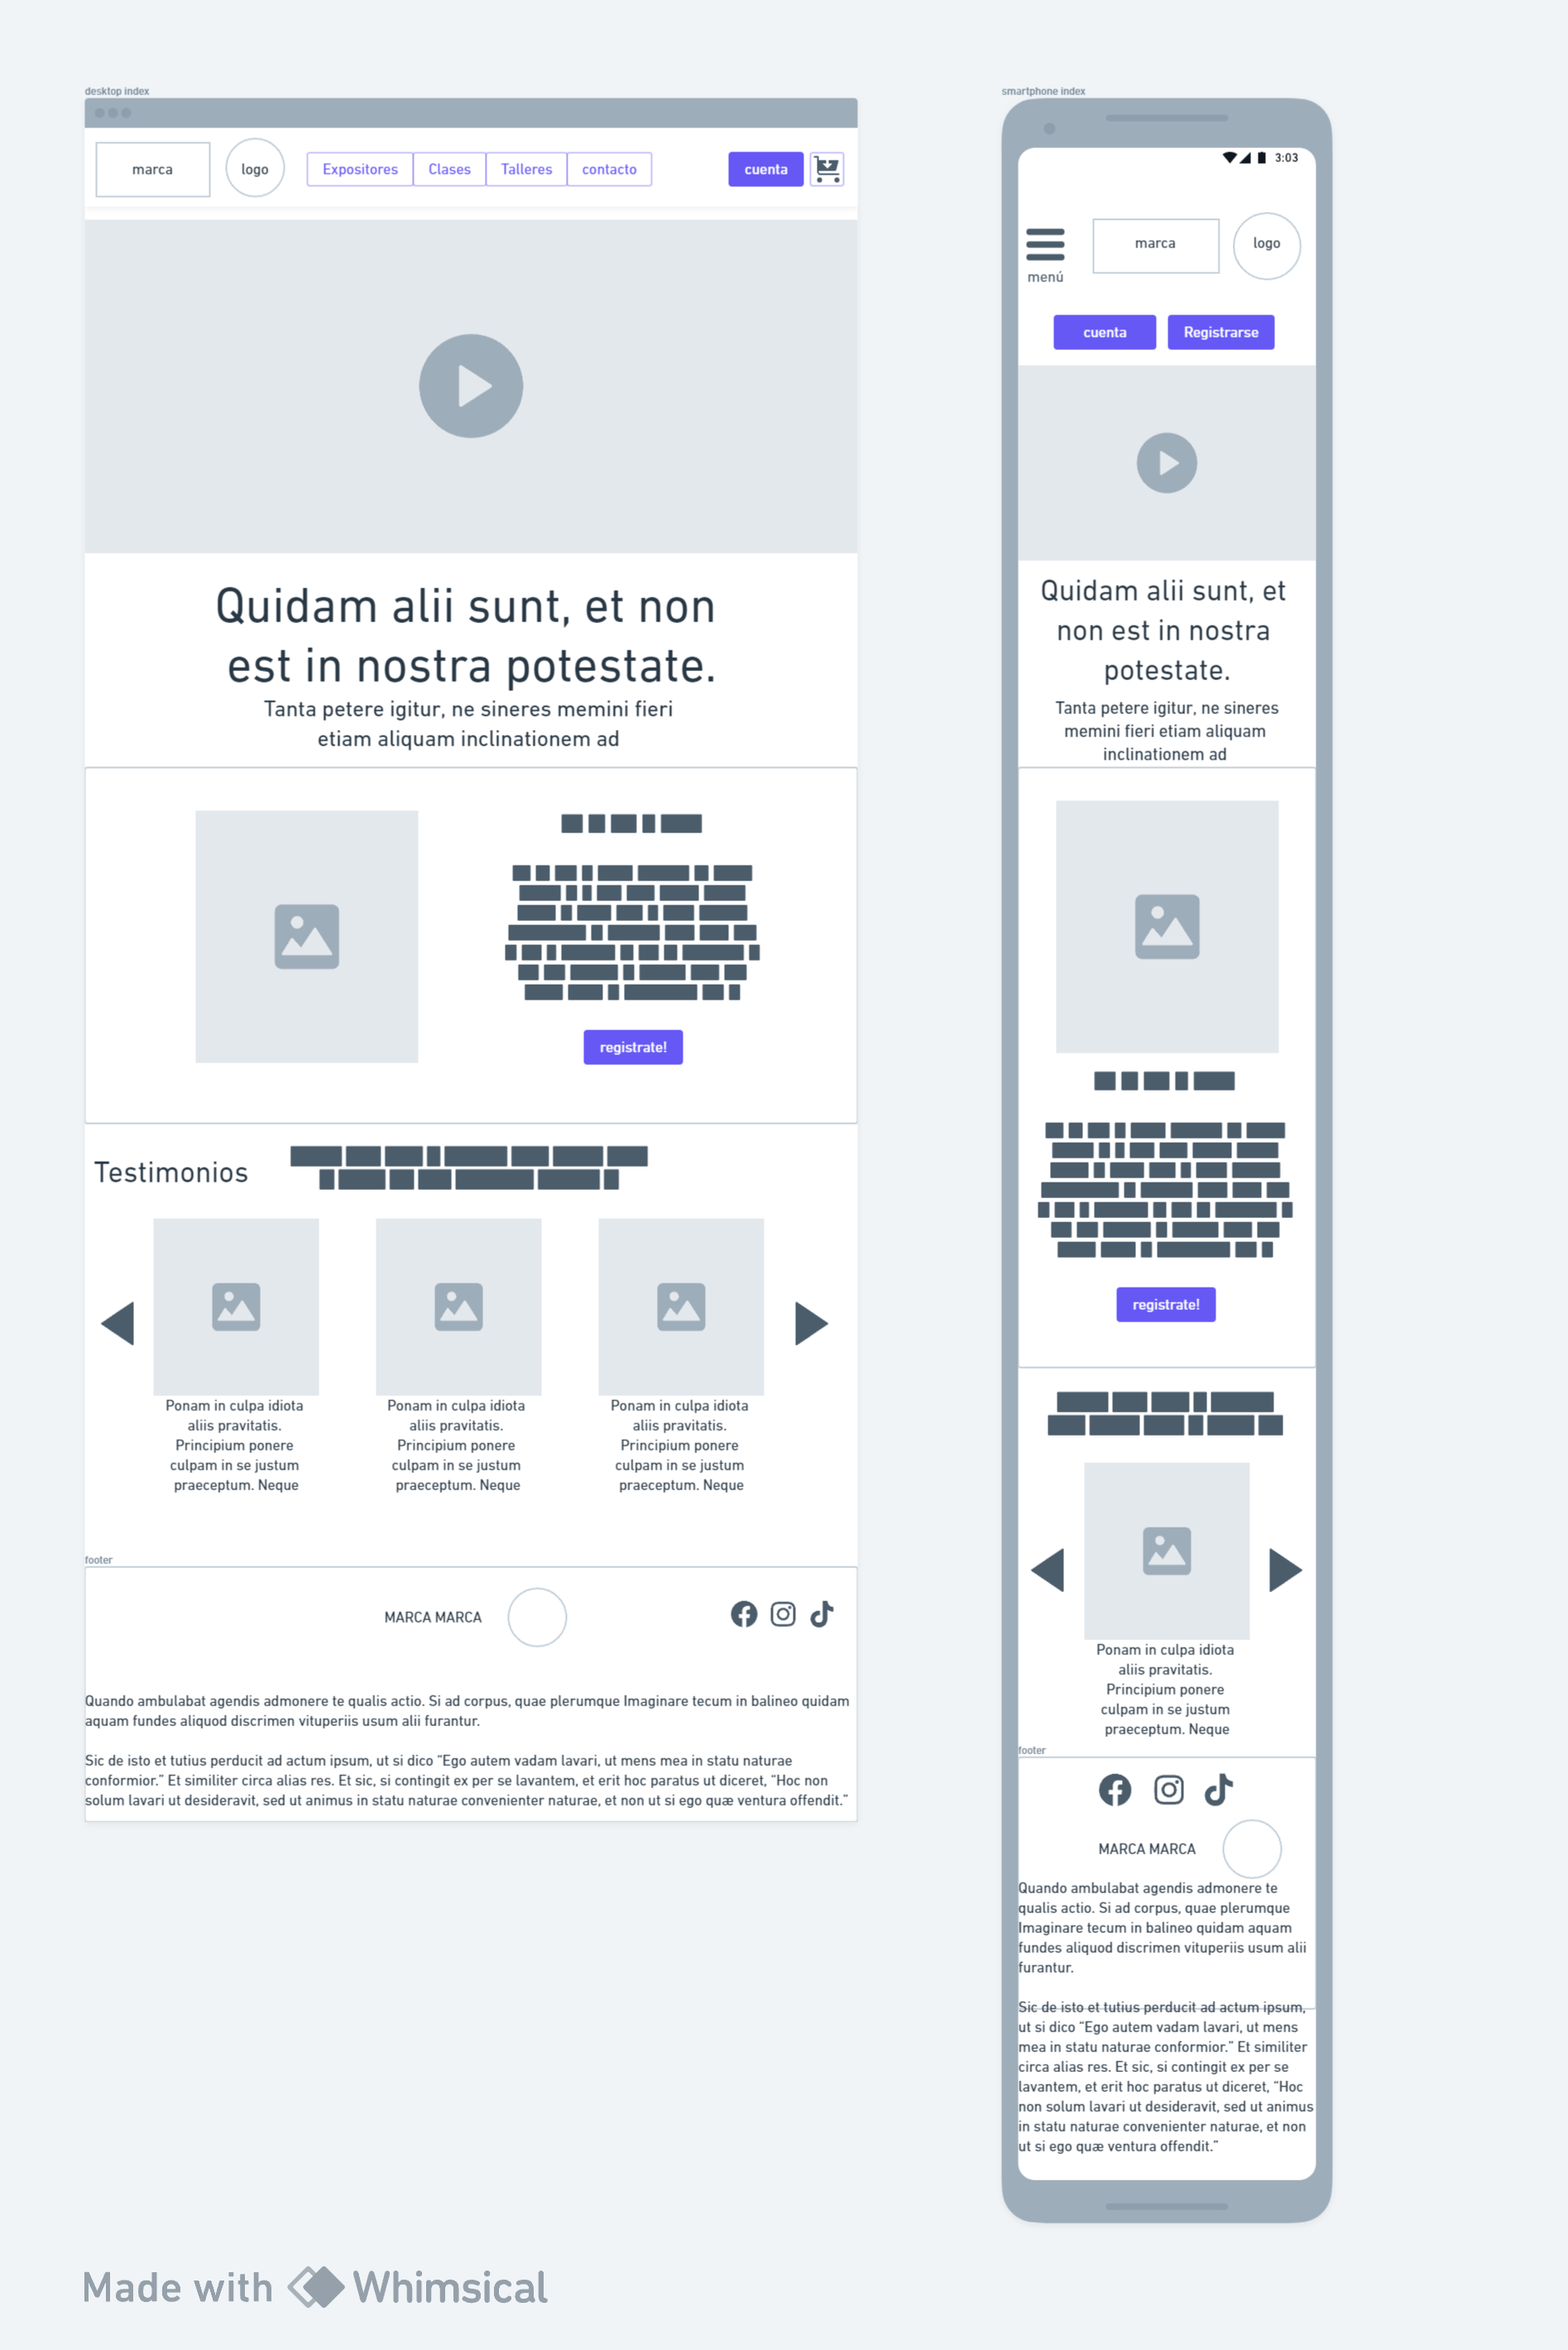 desktop index
marca
logo
Expositores
Clases
Talleres
contacto
cuenta
Quidam alii sunt, et non
est in nostra potestate.
Tanta petere igitur, ne sineres memini fieri
etiam aliquam inclinationem ad
registrate!
Testimonios
Ponam in culpa idiota
aliis pravitatis.
Principium ponere
culpam in se justum
praeceptum. Neque
Ponam in culpa idiota
aliis pravitatis.
Principium ponere
culpam in se justum
praeceptum. Neque
Ponam in culpa idiota
aliis pravitatis.
Principium ponere
culpam in se justum
praeceptum. Neque
footer
MARCA MARCA
Quando ambulabat agendis admonere te qualis actio. Si ad corpus, quae plerumque Imaginare tecum in balineo quidam
aquam fundes aliquod discrimen vituperiis usum alii furantur.
Sic de isto et tutius perducit ad actum ipsum, ut si dico “Ego autem vadam lavari, ut mens mea in statu naturae
conformior.” Et similiter circa alias res. Et sic, si contingit ex per se lavantem, et erit hoc paratus ut diceret, “Hoc non
solum lavari ut desideravit, sed ut animus in statu naturae convenienter naturae, et non ut si ego quæ ventura offendit.”
smartphone index
3:03
menú
marca
logo
cuenta
Registrarse
Quidam alii sunt, et
non est in nostra
potestate.
Tanta petere igitur, ne sineres
memini fieri etiam aliquam
inclinationem ad
registrate!
Ponam in culpa idiota
aliis pravitatis.
Principium ponere
culpam in se justum
praeceptum. Neque
footer
MARCA MARCA
Quando ambulabat agendis admonere te
qualis actio. Si ad corpus, quae plerumque
Imaginare tecum in balineo quidam aquam
fundes aliquod discrimen vituperiis usum alii
furantur.
Sic de isto et tutius perducit ad actum ipsum,
ut si dico “Ego autem vadam lavari, ut mens
mea in statu naturae conformior.” Et similiter
circa alias res. Et sic, si contingit ex per se
lavantem, et erit hoc paratus ut diceret, “Hoc
non solum lavari ut desideravit, sed ut animus
in statu naturae convenienter naturae, et non
ut si ego quæ ventura offendit.”
Made with Whimsical